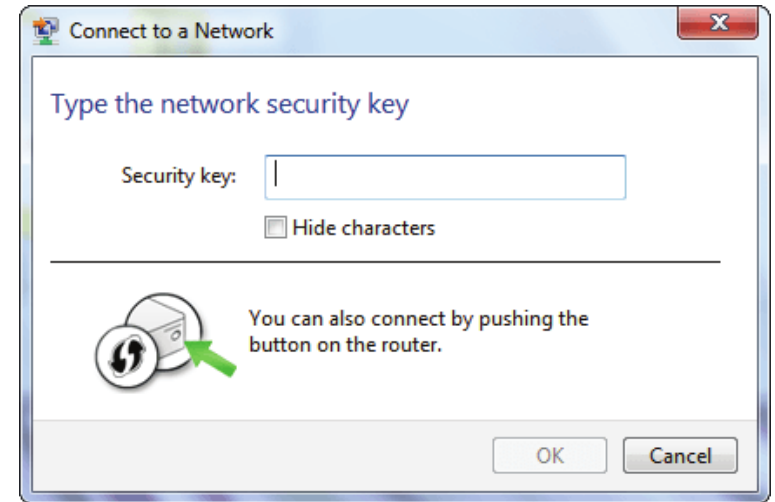 Connect to a Network
Type the network security key
Security key:
Hide characters
You can also connect by pushing the
button on the router.
OK
Cancel